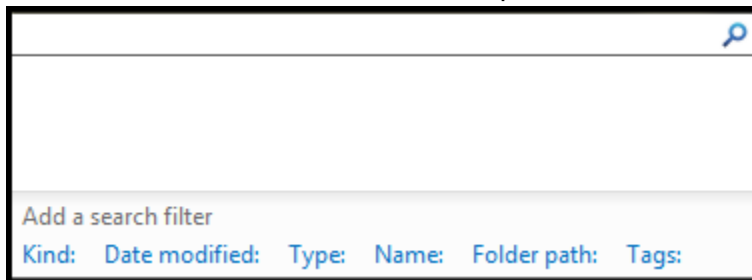 Add a search filter
Kind: Date modified: Type: Name: Folder path: Tags: